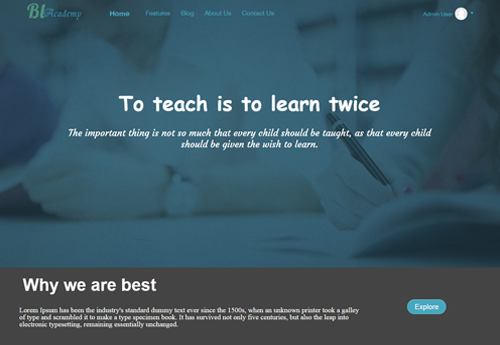 BL Academy
Home Features Blog About Us Contact Us
Admin User
To teach is to learn twice
The important thing is not so much that every child should be taught, as that every child
should be given the wish to learn.
Why we are best
Lorem Ipsum has been the industry's standard dummy text ever since the 1500s, when an unknown printer took a galley
of type and scrambled it to make a type specimen book. It has survived not only five centuries, but also the leap into
electronic typesetting, remaining essentially unchanged.
Explore